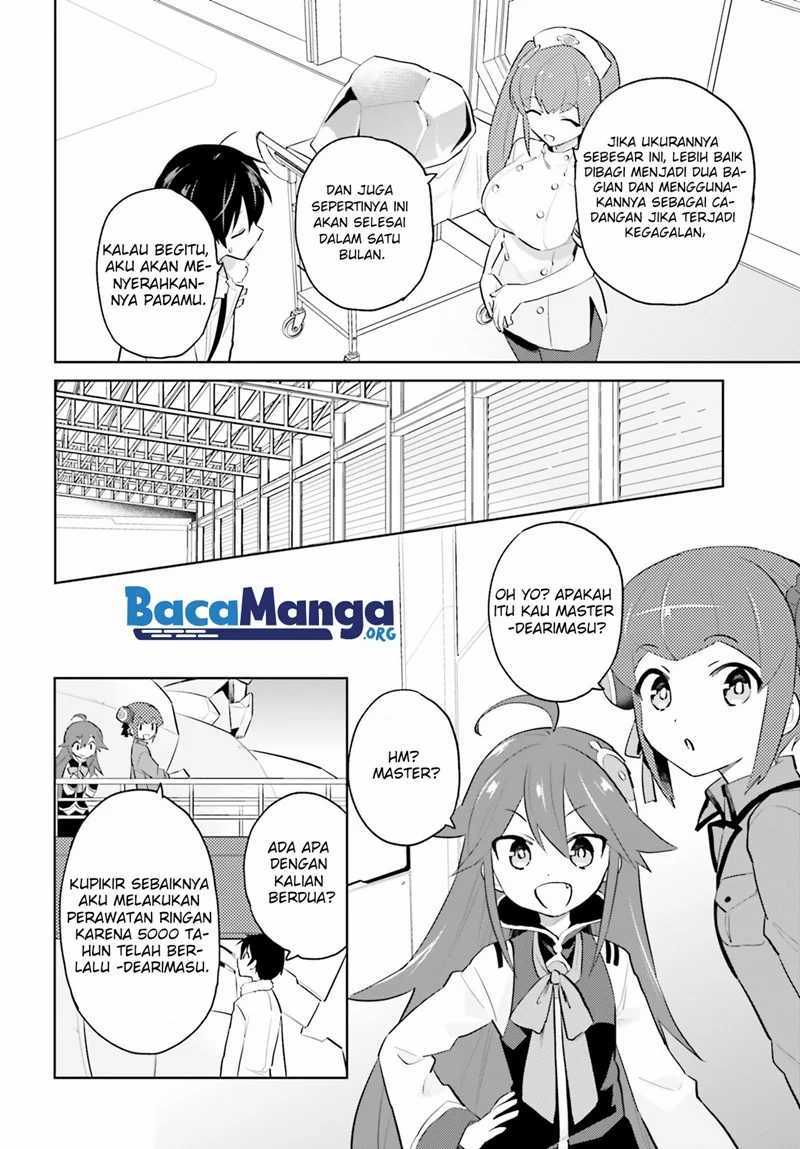 JIKA UKURANNYA
SEBESAR INI, LEBIH BAIK
DIBAGI MENJADI DUA BA-
GIAN DAN MENGGUNA-
KANNYA SEBAGAI CA-
DANGAN JIKA TERJADI
KEGAGALAN,
DAN JUGA
SEPERTINYA INI
AKAN SELESAI
DALAM SATU
BULAN.
KALAU BEGITU,
AKU AKAN ME-
NYERAHKAN-
NYA PADAMU.
BacaManga
.ORG
OH YO? APAKAH
ITU KAU MASTER
-DEARIMASU?
HM?
MASTER?
ADA APA
DENGAN
KALIAN
BERDUA?
KUPIKIR SEBAIKNYA
AKU MELAKUKAN
PERAWATAN RINGAN
KARENA 5000 TA-
HUN TELAH BER-
LALU -DEARIMASU.